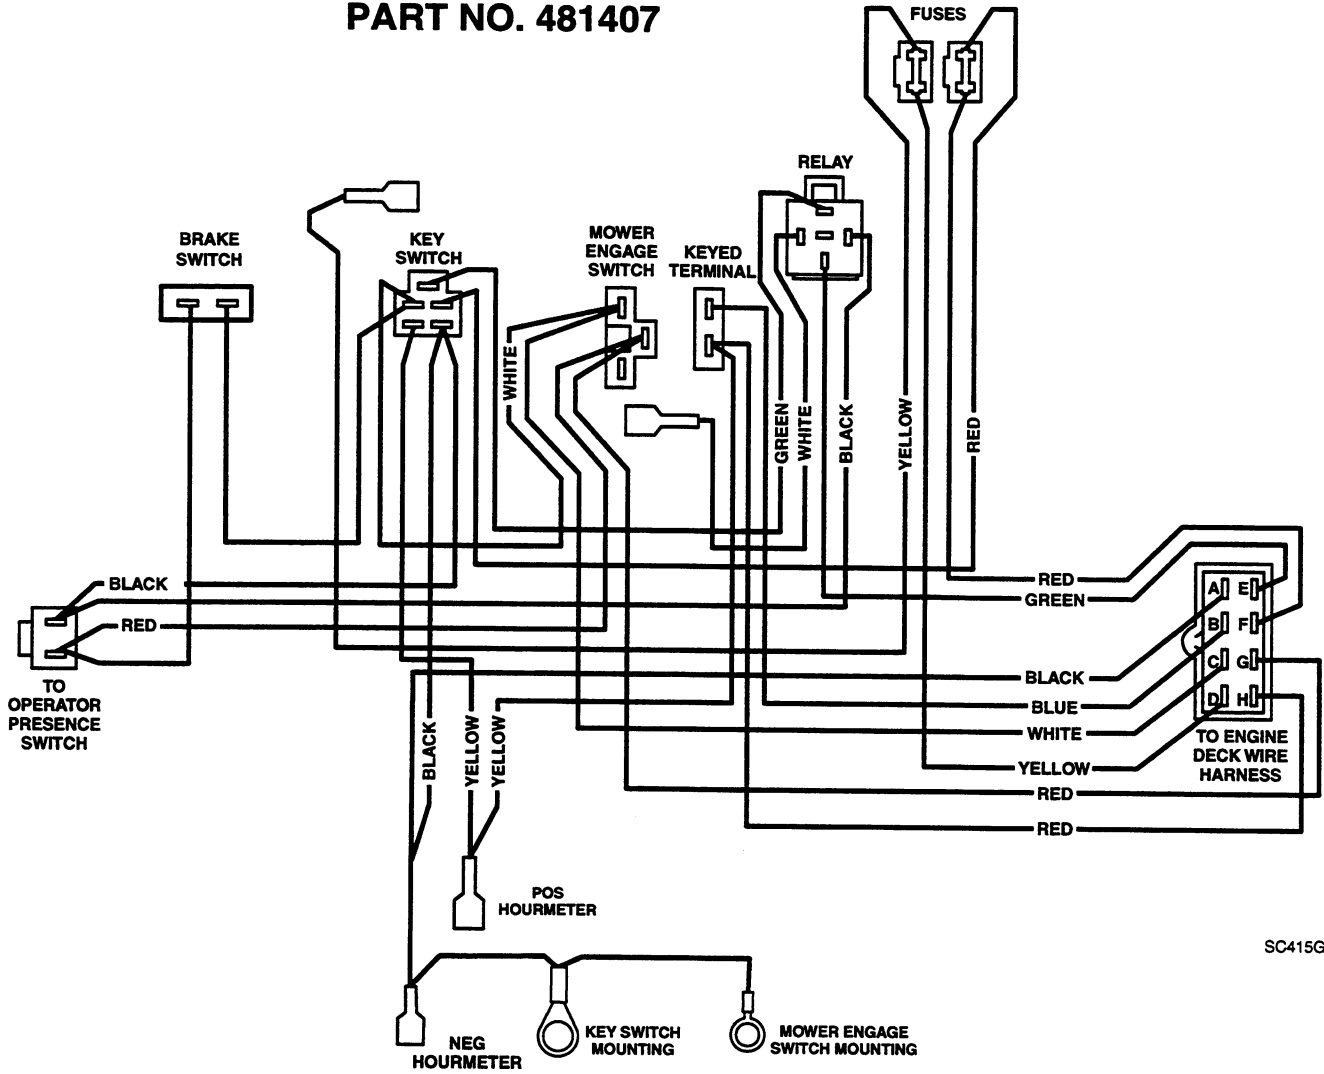 PART NO. 481407
FUSES
RELAY
BRAKE
SWITCH
KEY
SWITCH
MOWER
ENGAGE
SWITCH
KEYED
TERMINAL
WHITE
GREEN
WHITE
BLACK
YELLOW
RED
BLACK
RED
TO
OPERATOR
PRESENCE
SWITCH
RED
GREEN
BLACK
BLUE
WHITE
YELLOW
RED
RED
A E
B F
C G
D H
TO ENGINE
DECK WIRE
HARNESS
BLACK
YELLOW
YELLOW
POS
HOURMETER
NEG
HOURMETER
KEY SWITCH
MOUNTING
MOWER ENGAGE
SWITCH MOUNTING
SC415G